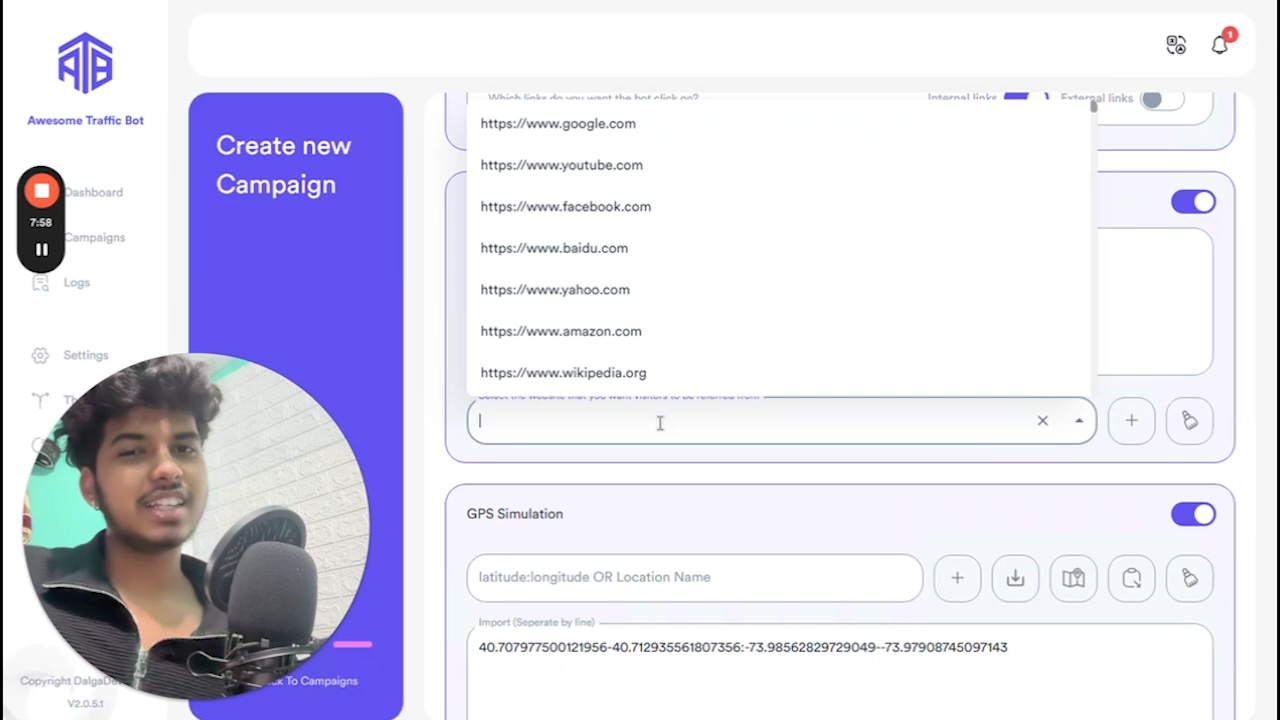 1
Awesome Traffic Bot
Create new
Campaign
Dashboard
7:58
Campaigns
Logs
Settings
Copyright
V2.0.5.1
To Campaigns
Which links do you want the bot click on?
Internal links
External links
https://www.google.com
https://www.youtube.com
https://www.facebook.com
https://www.baidu.com
https://www.yahoo.com
https://www.amazon.com
https://www.wikipedia.org
Select the website that you want visitors to be referred from
GPS Simulation
latitude:longitude OR Location Name
Import (Seperate by line)
40.707977500121956-40.712935561807356:-73.98562829729049--73.97908745097143